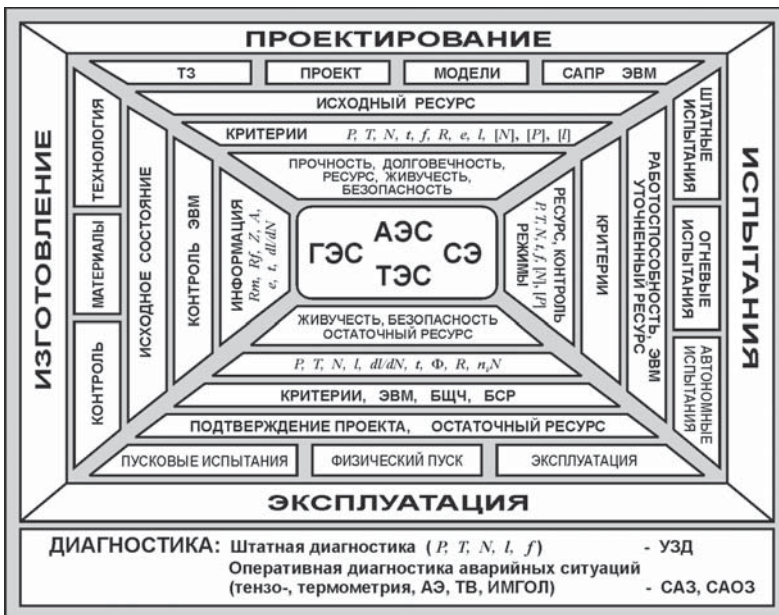 ПРОЕКТИРОВАНИЕ
ТЗ
ПРОЕКТ
МОДЕЛИ
САПР ЭВМ
ИСХОДНЫЙ РЕСУРС
КРИТЕРИИ P, T, N, t, f, R, e, l, [N], [P], [l]
ПРОЧНОСТЬ, ДОЛГОВЕЧНОСТЬ,
РЕСУРС, ЖИВУЧЕСТЬ,
БЕЗОПАСНОСТЬ
ИЗГОТОВЛЕНИЕ
ТЕХНОЛОГИЯ
МАТЕРИАЛЫ
КОНТРОЛЬ
ИСХОДНОЕ СОСТОЯНИЕ
КОНТРОЛЬ ЭВМ
ИНФОРМАЦИЯ
Rm, Rf, Z, A,
e, t, dl/dN
АЭС
ГЭС
СЭ
ТЭС
РЕСУРС, КОНТРОЛЬ
P, T, N, t, f, [N], [P]
РЕЖИМЫ
КРИТЕРИИ
РАБОТОСПОСОБНОСТЬ, ЭВМ
УТОЧНЕННЫЙ РЕСУРС
ШТАТНЫЕ
ИСПЫТАНИЯ
ОГНЕВЫЕ
ИСПЫТАНИЯ
АВТОНОМНЫЕ
ИСПЫТАНИЯ
ИСПЫТАНИЯ
ЖИВУЧЕСТЬ, БЕЗОПАСНОСТЬ
ОСТАТОЧНЫЙ РЕСУРС
P, T, N, l, dl/dN, t, Ф, R, n,N
КРИТЕРИИ, ЭВМ, БЩЧ, БСР
ПОДТВЕРЖДЕНИЕ ПРОЕКТА, ОСТАТОЧНЫЙ РЕСУРС
ПУСКОВЫЕ ИСПЫТАНИЯ
ФИЗИЧЕСКИЙ ПУСК
ЭКСПЛУАТАЦИЯ
ЭКСПЛУАТАЦИЯ
ДИАГНОСТИКА: Штатная диагностика (P, T, N, l, f) - УЗД
Оперативная диагностика аварийных ситуаций
(тензо-, термометрия, АЭ, ТВ, ИМГОЛ) - САЗ, САОЗ